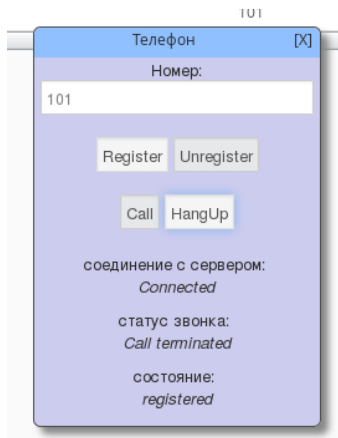 101
Телефон [X]
Номер:
101
Register Unregister
Call HangUp
соединение с сервером:
Connected
статус звонка:
Call terminated
состояние:
registered